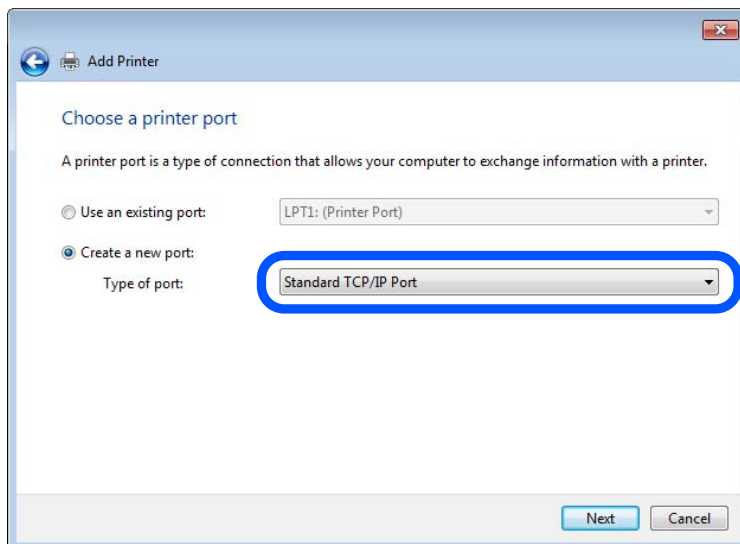 Add Printer
Choose a printer port
A printer port is a type of connection that allows your computer to exchange information with a printer.
Use an existing port: LPT1: (Printer Port)
Create a new port:
Type of port: Standard TCP/IP Port
Next Cancel